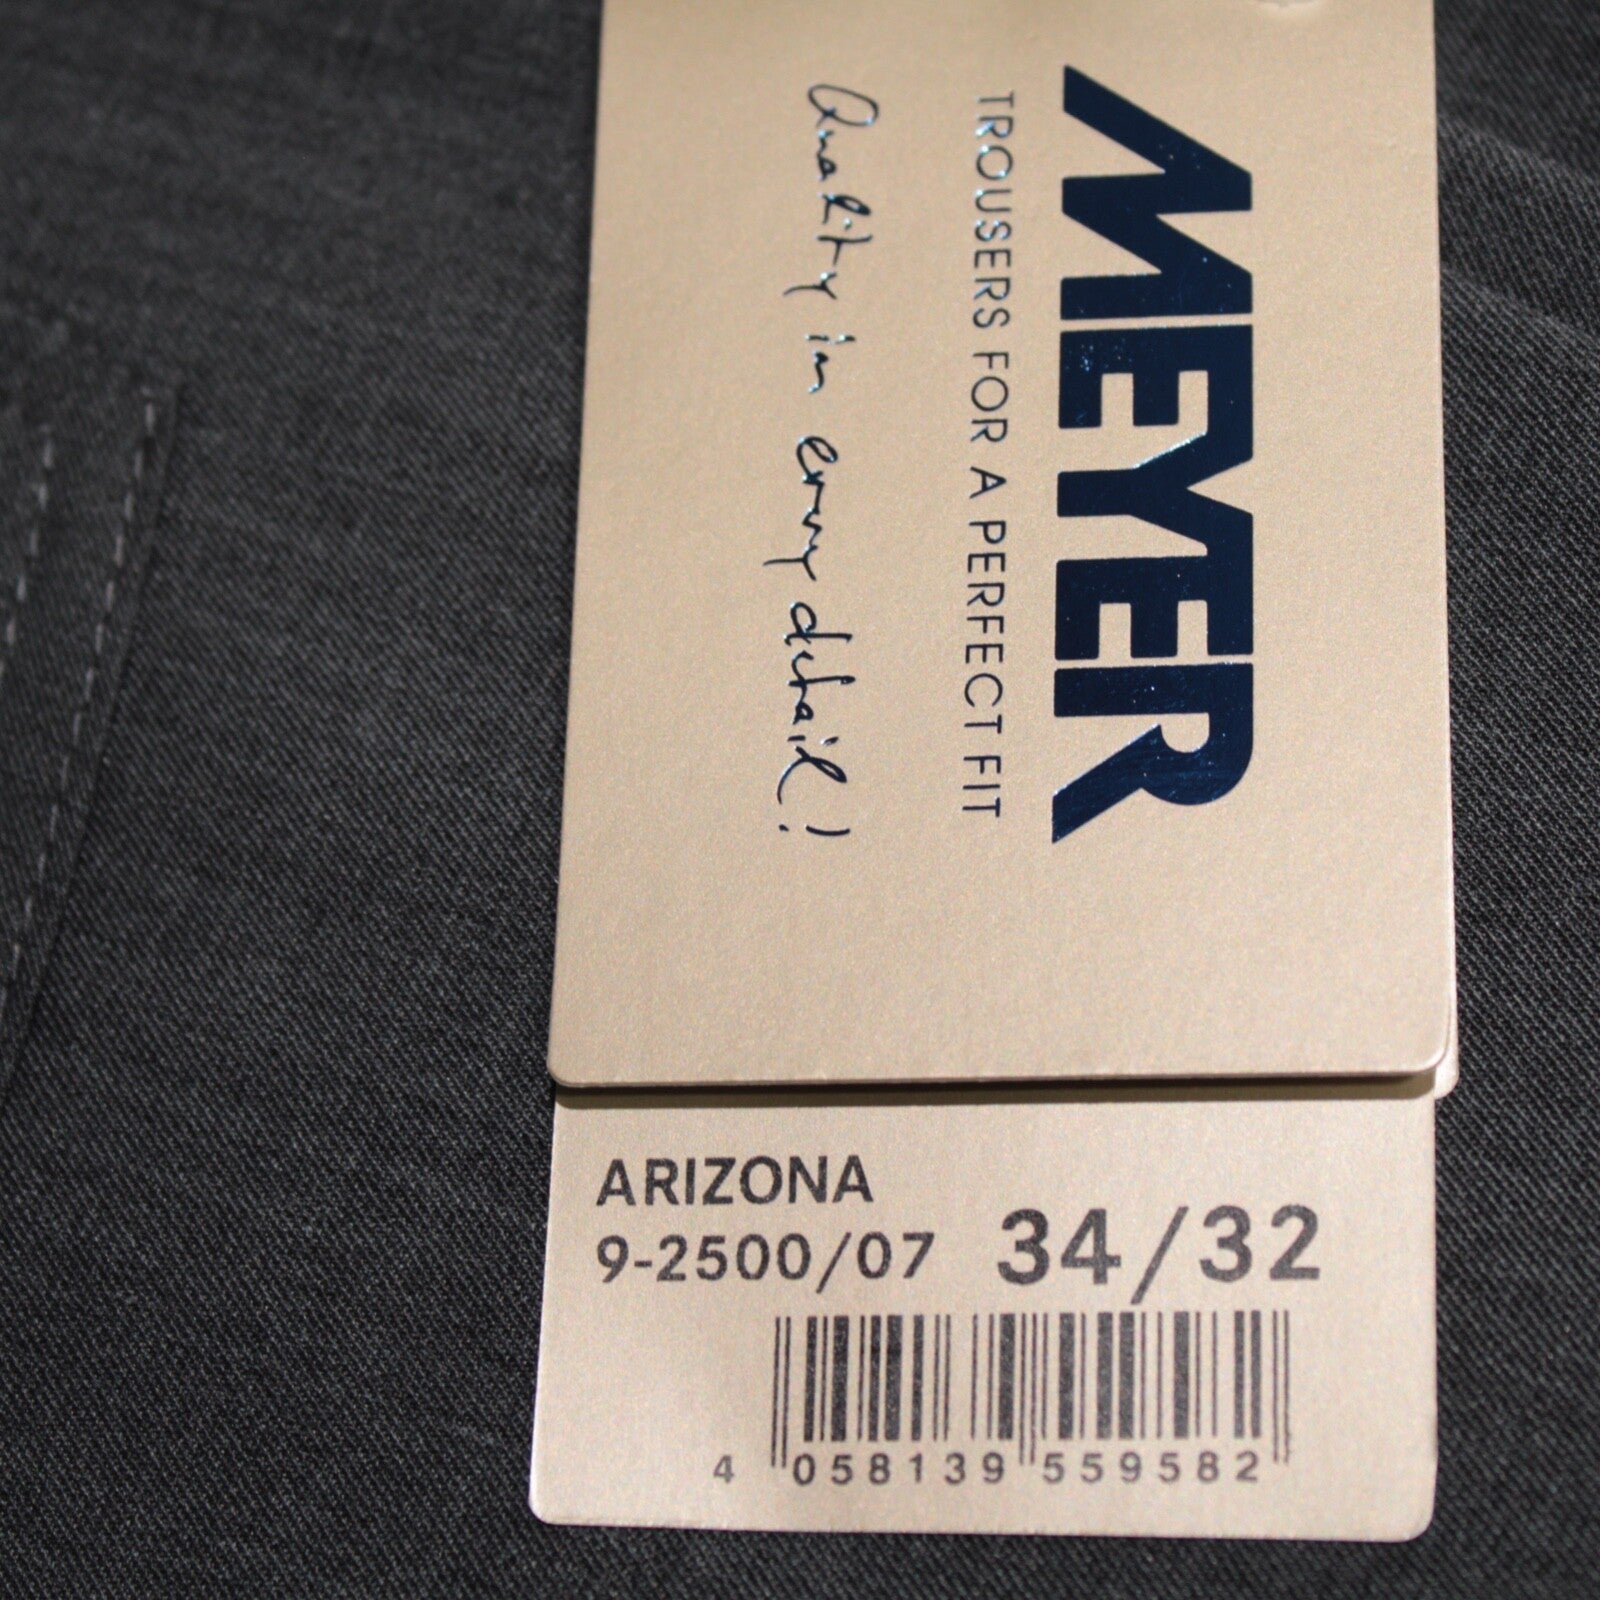 MEYER
TROUSERS FOR A PERFECT FIT
Quality in every detail!
ARIZONA
9-2500/07 34/32
4 058139 559582